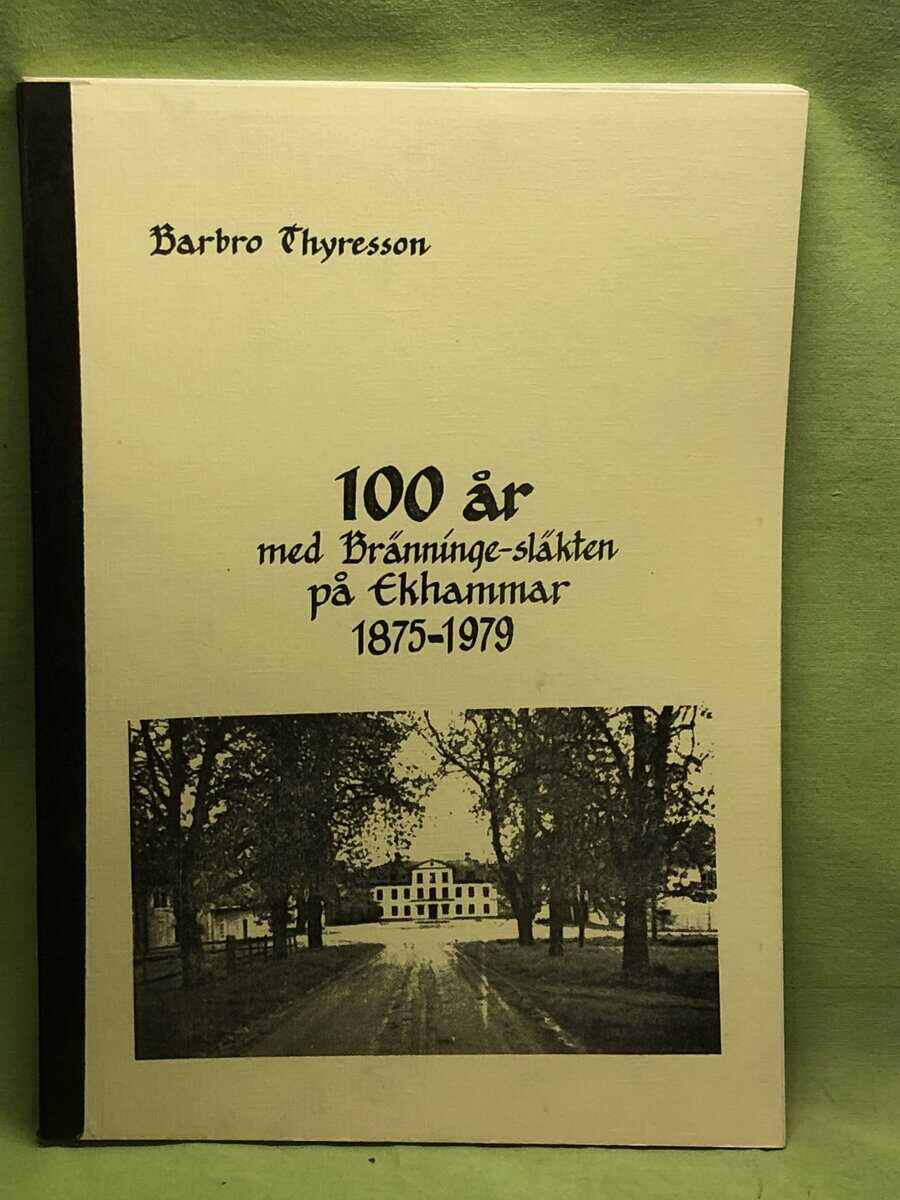 Barbro Thyresson
100 år
med Bränninge-släkten
på Ekhammar
1875-1979